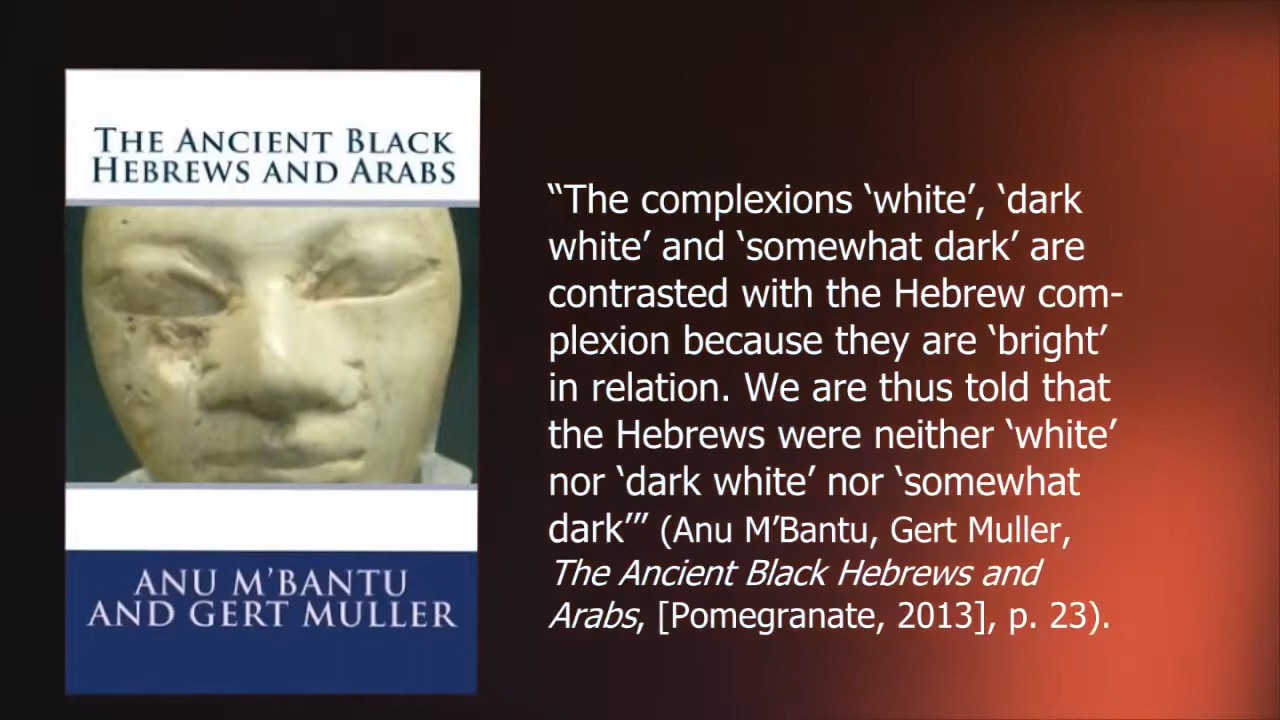 THE ANCIENT BLACK
HEBREWS AND ARABS
ANU M'BANTU
AND GERT MULLER
“The complexions ‘white’, ‘dark
white’ and ‘somewhat dark’ are
contrasted with the Hebrew com-
plexion because they are ‘bright’
in relation. We are thus told that
the Hebrews were neither ‘white’
nor ‘dark white’ nor ‘somewhat
dark’” (Anu M’Bantu, Gert Muller,
The Ancient Black Hebrews and
Arabs, [Pomegranate, 2013], p. 23).